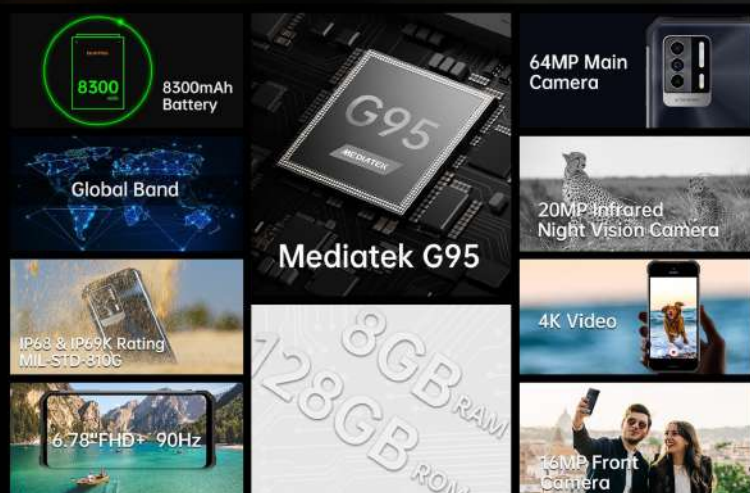 8300
8300mAh
Battery
Global Band
IP68 & IP69K Rating
MIL-STD-810G
6.78"FHD+ 90Hz
G95
MEDIATEK
Mediatek G95
8GB RAM
128GB ROM
64MP Main
Camera
20MP Infrared
Night Vision Camera
4K Video
16MP Front
Camera